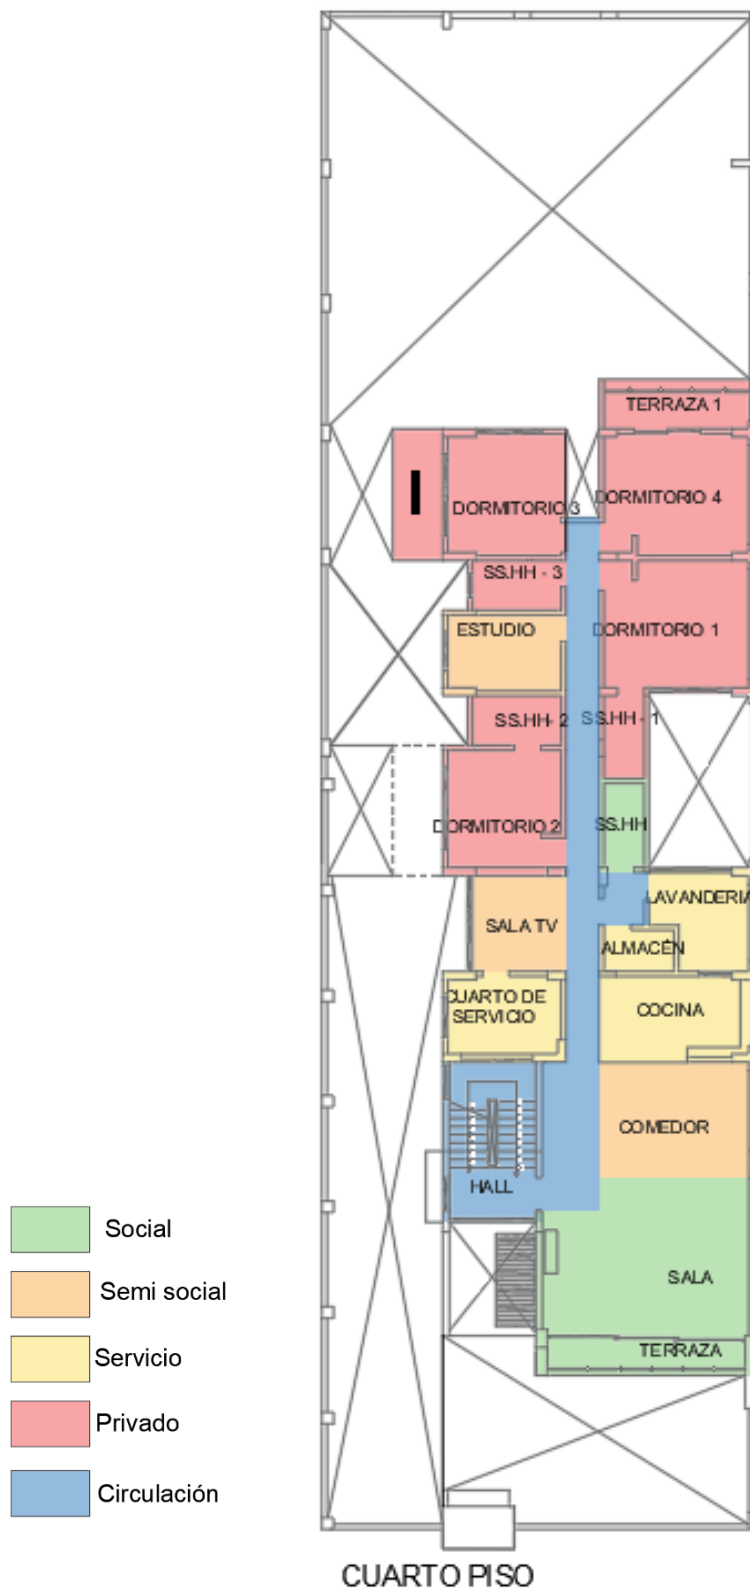 TERRAZA 1
DORMITORIO 3
DORMITORIO 4
SS.HH - 3
ESTUDIO
DORMITORIO 1
SS.HH- 2
SS.HH - 1
DORMITORIO 2
SS.HH
LAVANDERIA
SALA TV
ALMACÉN
CUARTO DE
SERVICIO
COCINA
COMEDOR
HALL
SALA
TERRAZA
Social
Semi social
Servicio
Privado
Circulación
CUARTO PISO